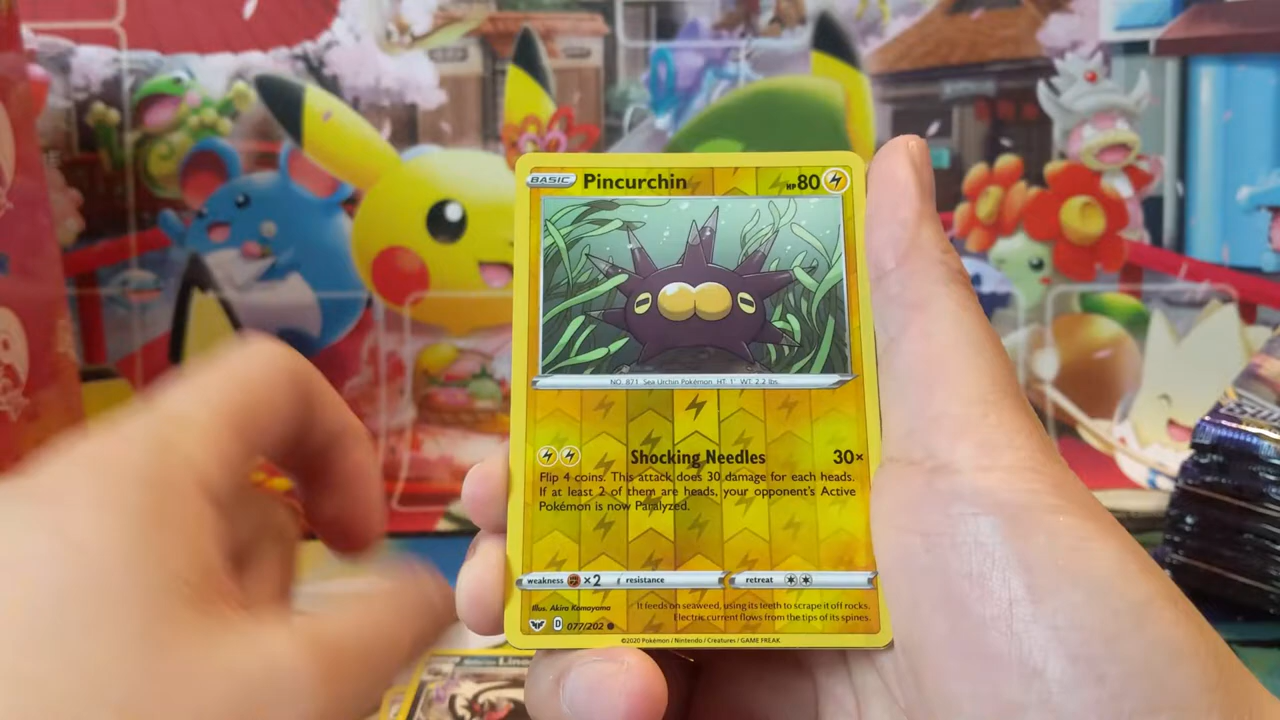 BASIC Pincurchin HP 80
NO. 871 Sea Urchin Pokémon HT: 1' WT: 2.2 lbs.
Shocking Needles 30×
Flip 4 coins. This attack does 30 damage for each heads.
If at least 2 of them are heads, your opponent's Active
Pokémon is now Paralyzed.
weakness ×2 resistance retreat
Illus. Akira Komayama
It feeds on seaweed, using its teeth to scrape it off rocks.
Electric current flows from the tips of its spines.
D 077/202
©2020 Pokémon / Nintendo / Creatures / GAME FREAK